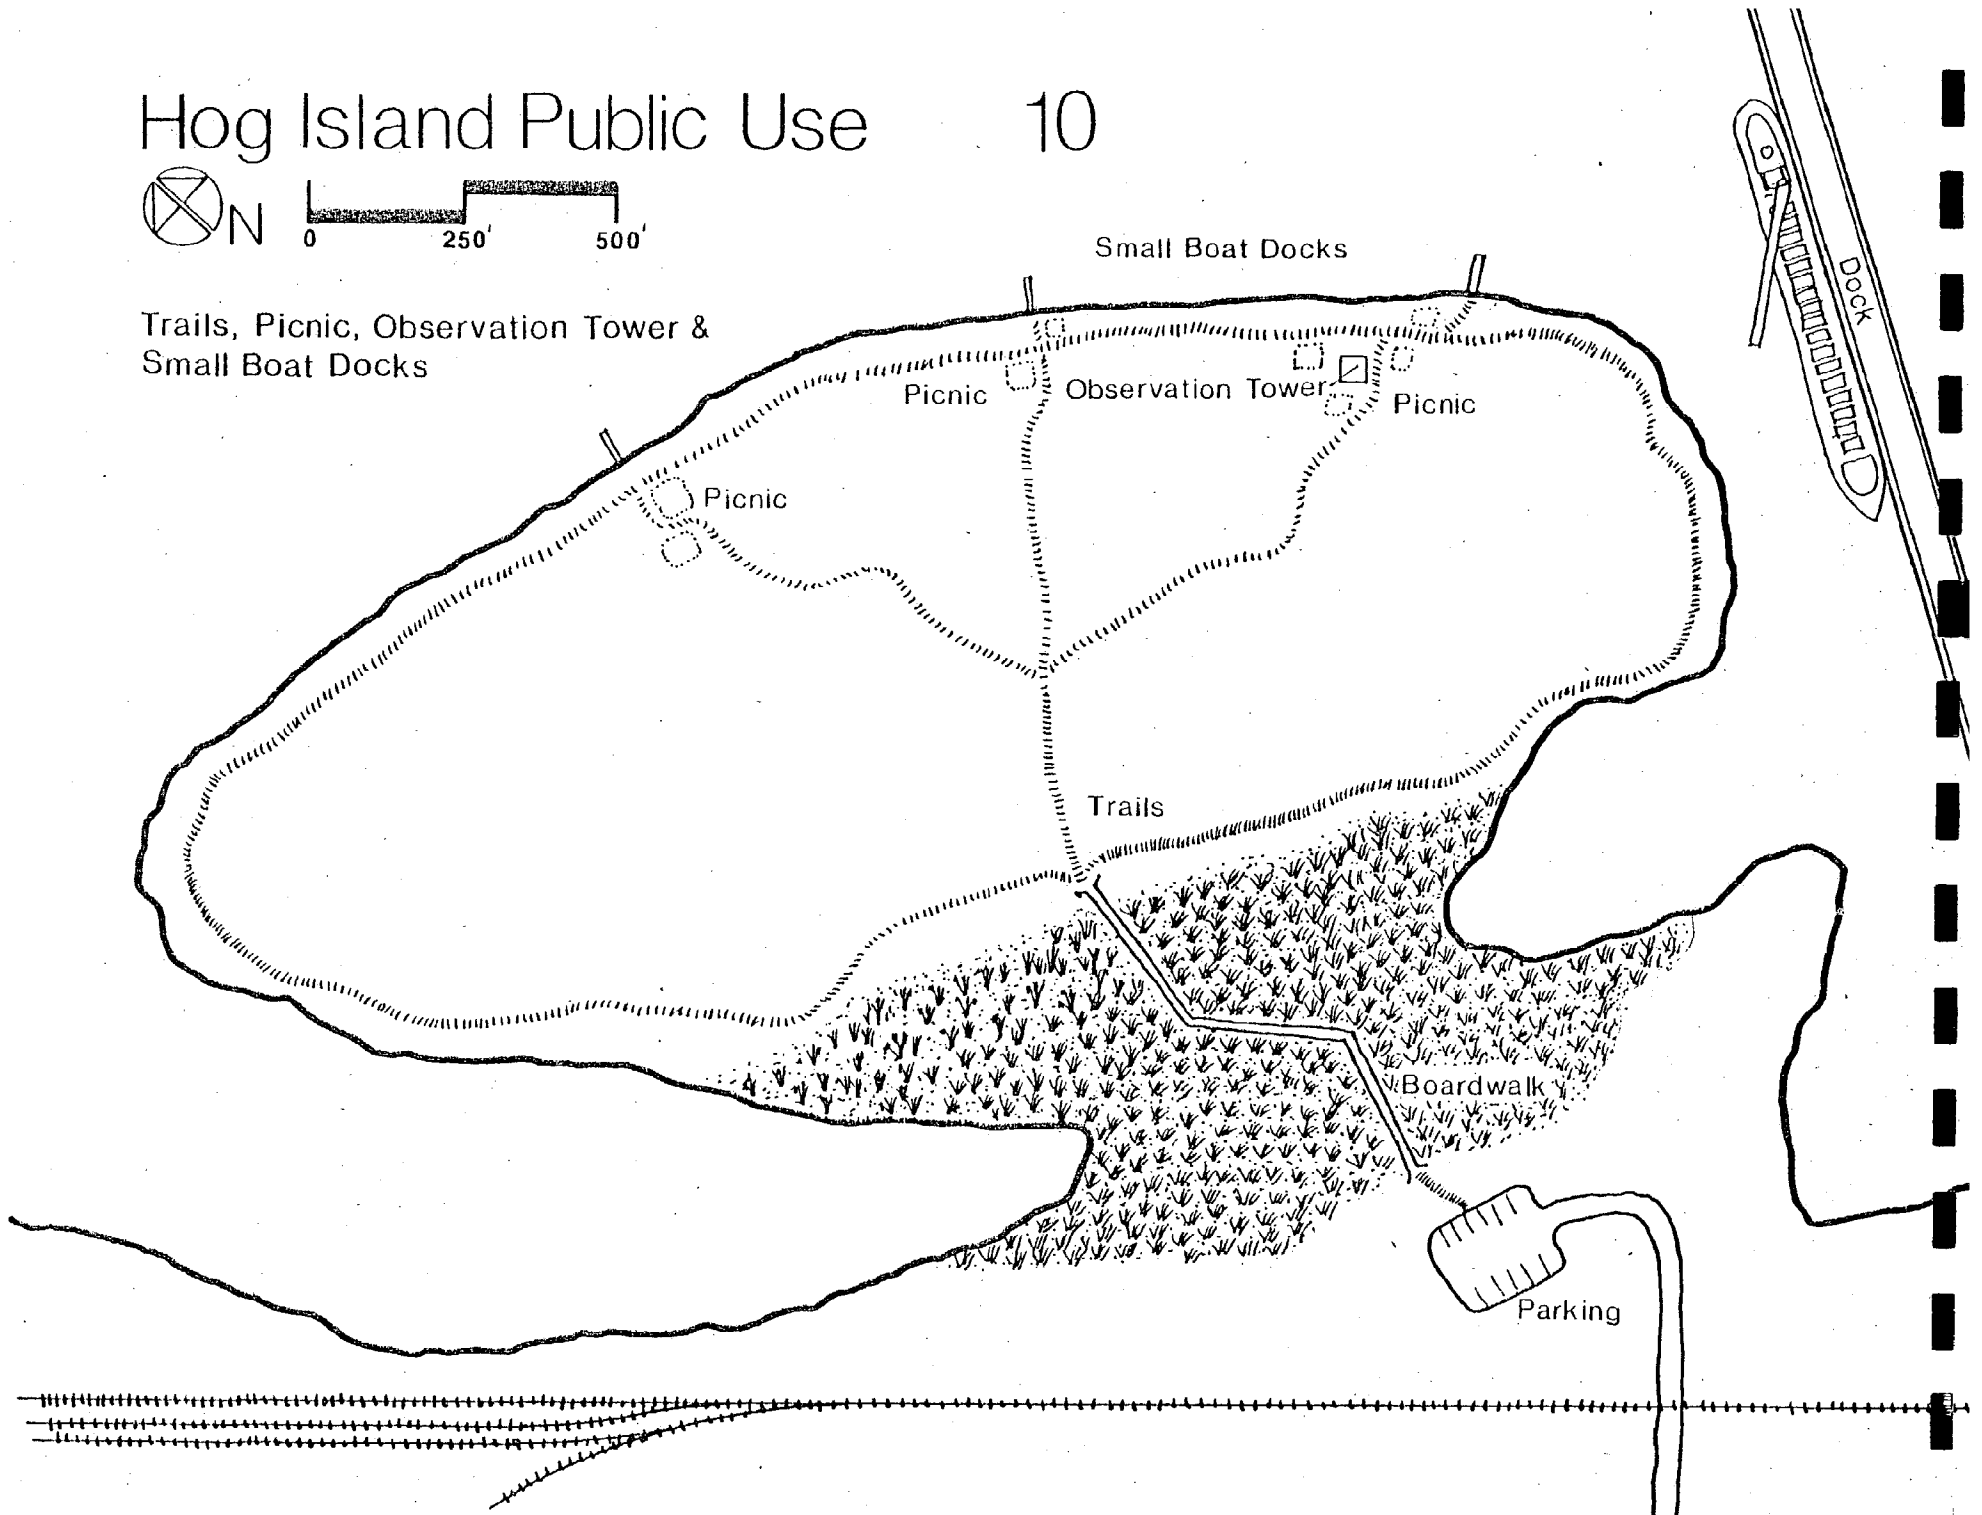 Hog Island Public Use 10
N
0 250' 500'
Small Boat Docks
Trails, Picnic, Observation Tower &
Small Boat Docks
Dock
Picnic
Observation Tower
Picnic
Picnic
Trails
Boardwalk
Parking